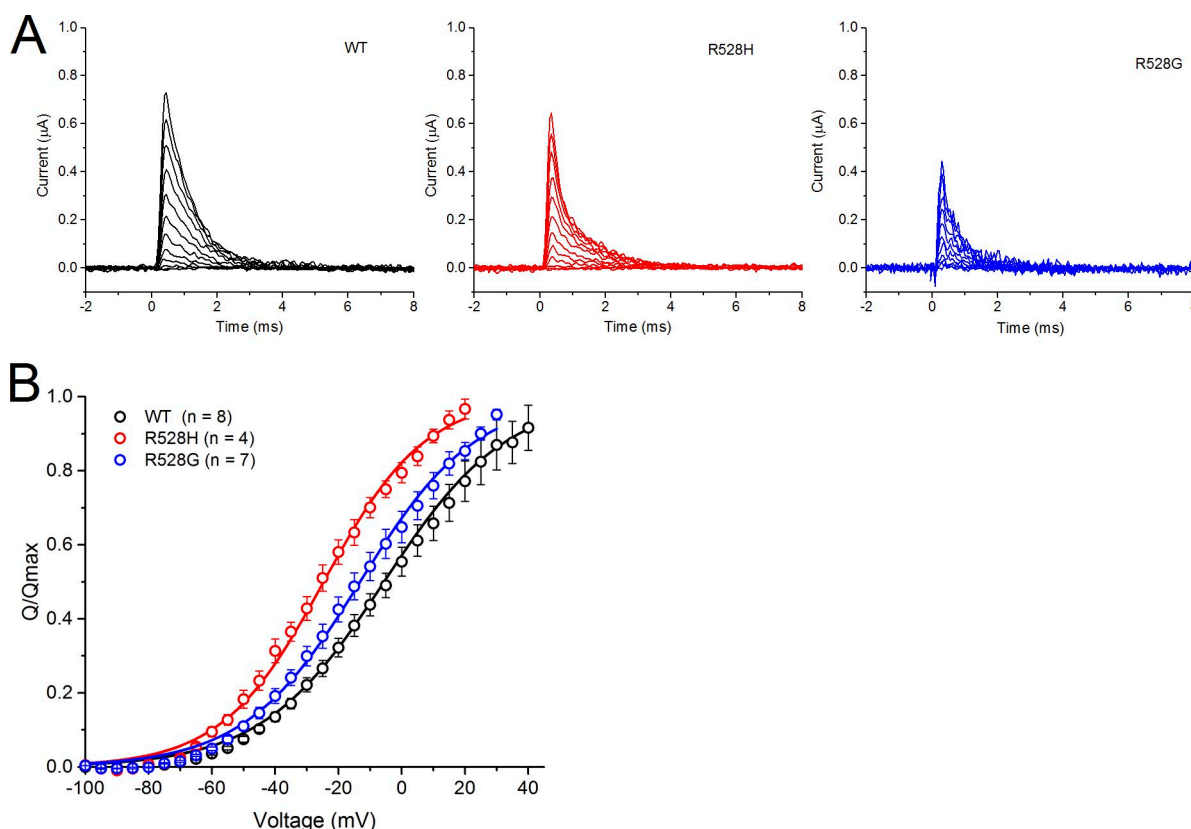 A
WT
R528H
R528G
Current (μA)
1.0
0.8
0.6
0.4
0.2
0.0
-2 0 2 4 6 8
Time (ms)
Current (μA)
1.0
0.8
0.6
0.4
0.2
0.0
-2 0 2 4 6 8
Time (ms)
Current (μA)
1.0
0.8
0.6
0.4
0.2
0.0
-2 0 2 4 6
Time (ms)
B
WT (n = 8)
R528H (n = 4)
R528G (n = 7)
Q/Qmax
1.0
0.8
0.6
0.4
0.2
0.0
-100 -80 -60 -40 -20 0 20 40
Voltage (mV)